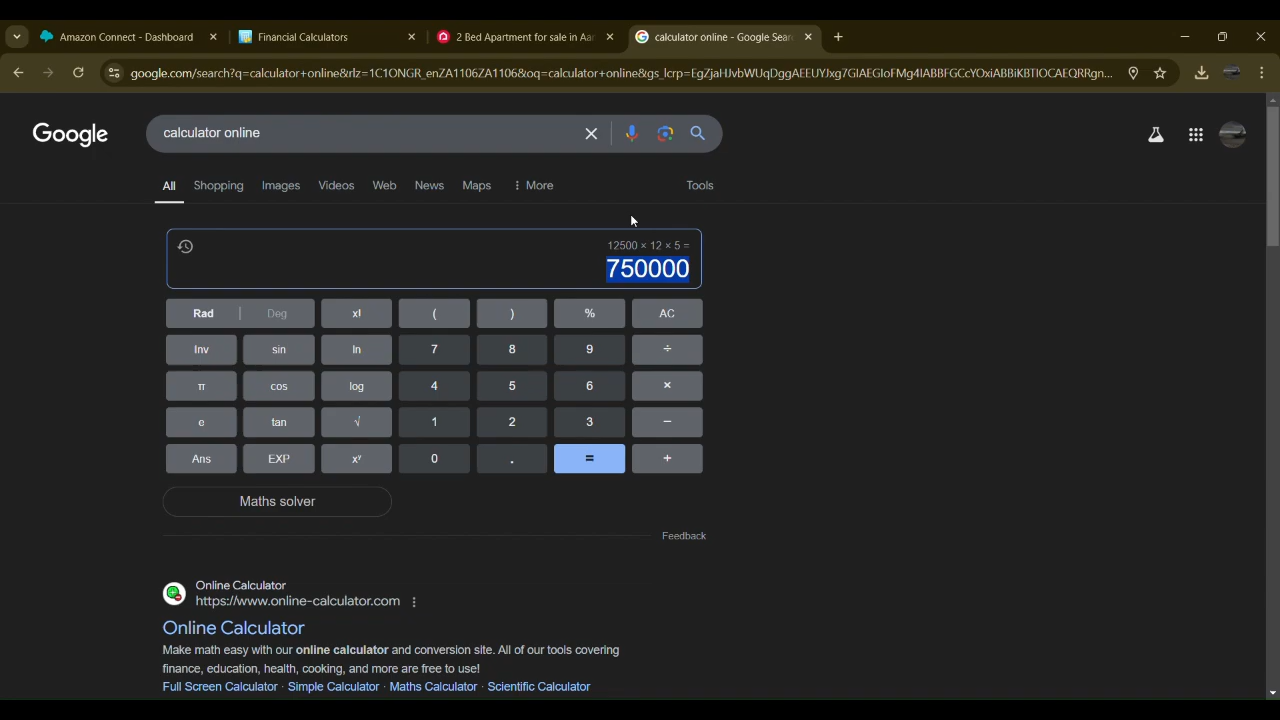 Amazon Connect - Dashboard
Financial Calculators
2 Bed Apartment for sale in Aa
calculator online - Google Sear
google.com/search?q=calculator+online&rlz=1C1ONGR_enZA1106ZA1106&oq=calculator+online&gs_lcrp=EgZjaHJvbWUqDggAEEUYJxg7GIAEGIoFMg4IABBFGCcYOxiABBiKBTIOCAEQRRgn...
Google
calculator online
All Shopping Images Videos Web News Maps More Tools
12500 × 12 × 5 =
750000
Rad | Deg x! ( ) % AC
Inv sin ln 7 8 9 ÷
π cos log 4 5 6 ×
e tan √ 1 2 3 −
Ans EXP xʸ 0 . = +
Maths solver
Feedback
Online Calculator
https://www.online-calculator.com
Online Calculator
Make math easy with our online calculator and conversion site. All of our tools covering
finance, education, health, cooking, and more are free to use!
Full Screen Calculator · Simple Calculator · Maths Calculator · Scientific Calculator